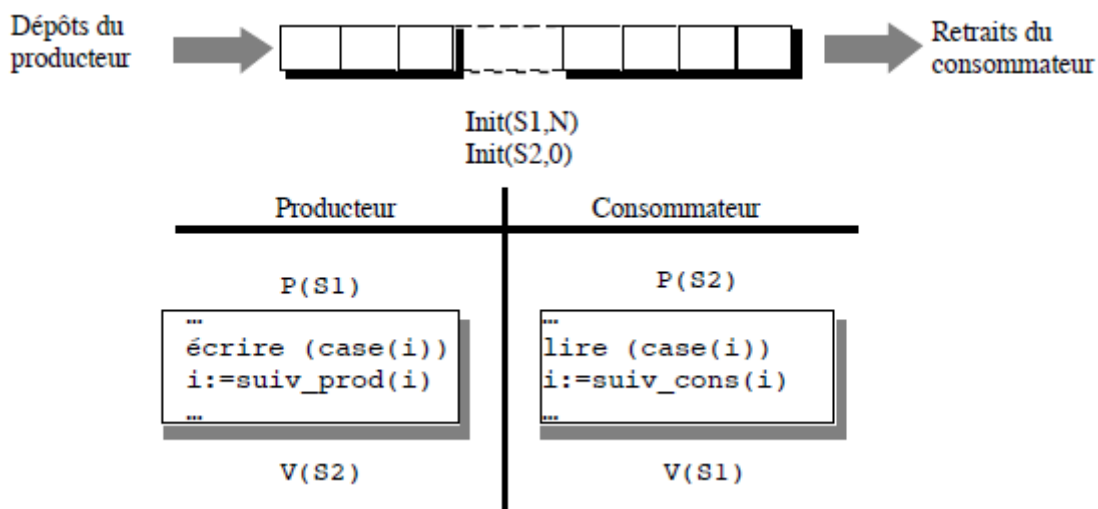 Dépôts du
producteur
Retraits du
consommateur
Init(S1,N)
Init(S2,0)
Producteur
Consommateur
P(S1)
…
écrire (case(i))
i:=suiv_prod(i)
…
V(S2)
P(S2)
…
lire (case(i))
i:=suiv_cons(i)
…
V(S1)